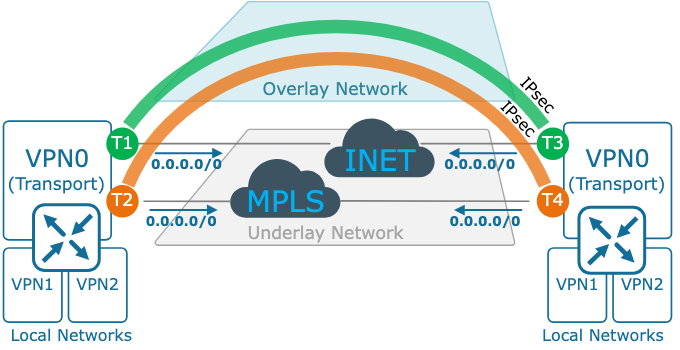 Overlay Network
IPsec
IPsec
T1
T3
VPN0
(Transport)
INET
VPN0
(Transport)
0.0.0.0/0
0.0.0.0/0
T2
MPLS
T4
0.0.0.0/0
0.0.0.0/0
Underlay Network
VPN1
VPN2
VPN1
VPN2
Local Networks
Local Networks